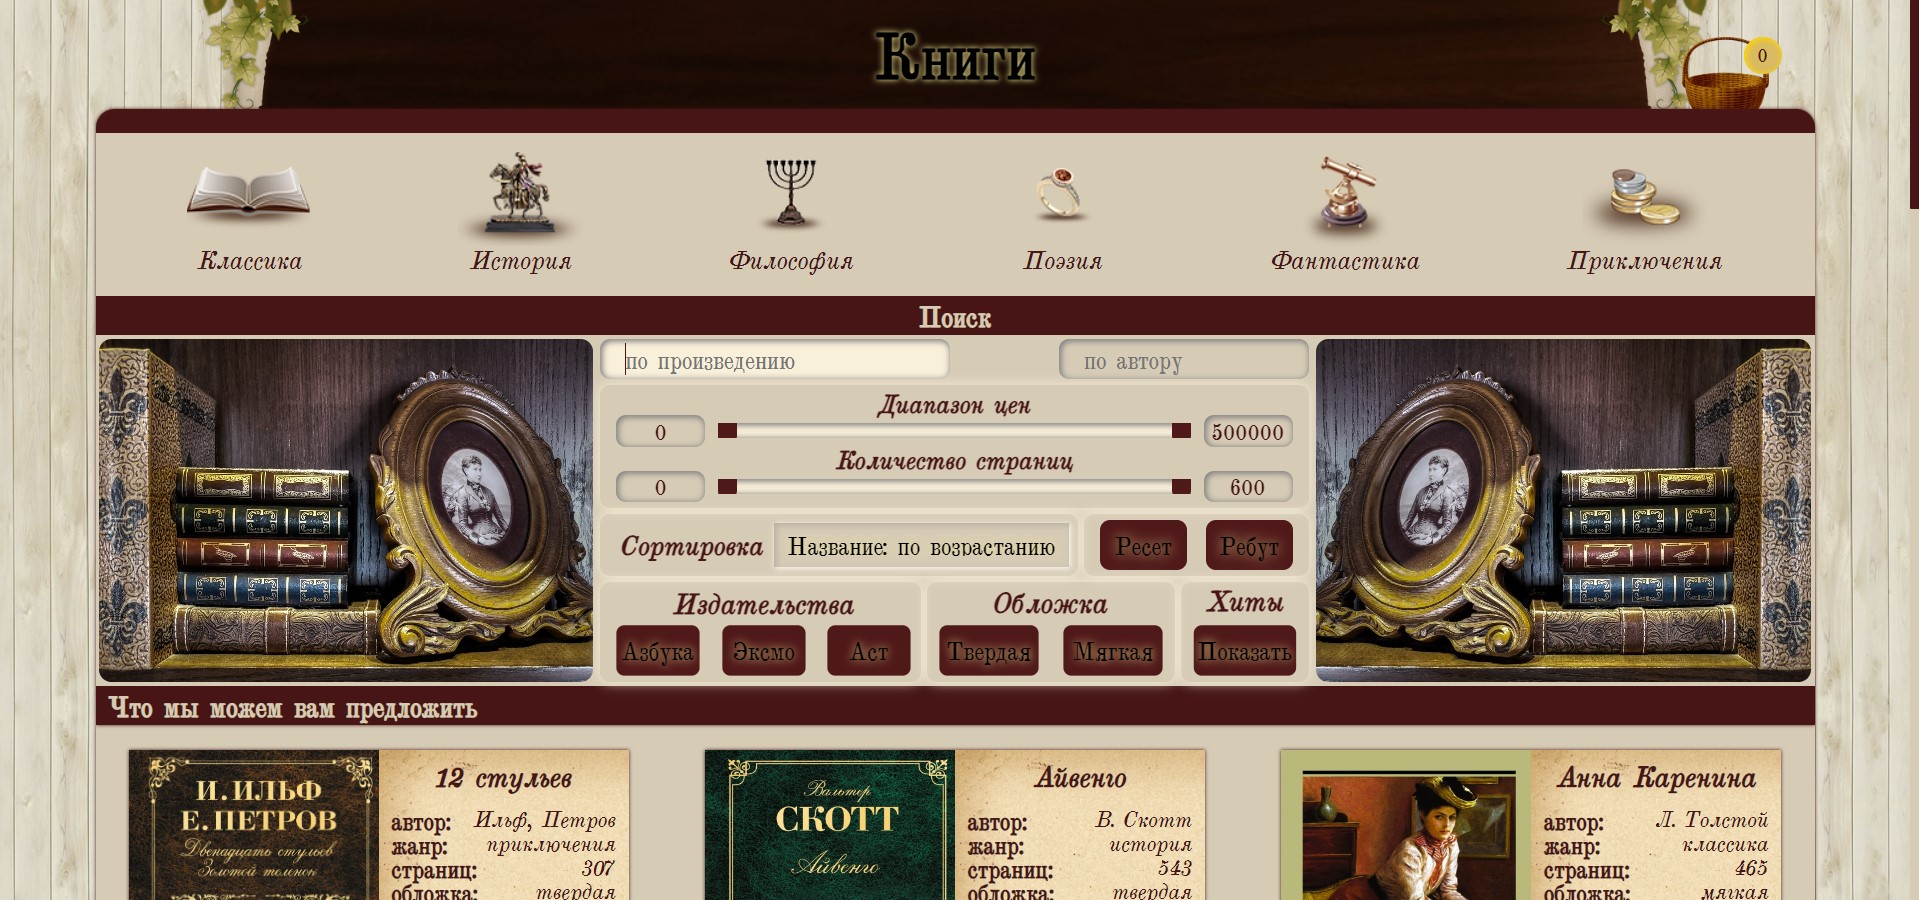 Книги
0
Классика
История
Философия
Поэзия
Фантастика
Приключения
Поиск
по произведению
по автору
Диапазон цен
0
500000
Количество страниц
0
600
Сортировка
Название: по возрастанию
Ресет
Ребут
Издательства
Азбука
Эксмо
Аст
Обложка
Твердая
Мягкая
Хиты
Показать
Что мы можем вам предложить
И. ИЛЬФ
Е. ПЕТРОВ
Двенадцать стульев
Золотой теленок
12 стульев
автор: Ильф, Петров
жанр: приключения
страниц: 307
обложка: твердая
Вальтер
СКОТТ
Айвенго
Айвенго
автор: В. Скотт
жанр: история
страниц: 543
обложка: твердая
Анна Каренина
автор: Л. Толстой
жанр: классика
страниц: 465
обложка: мягкая